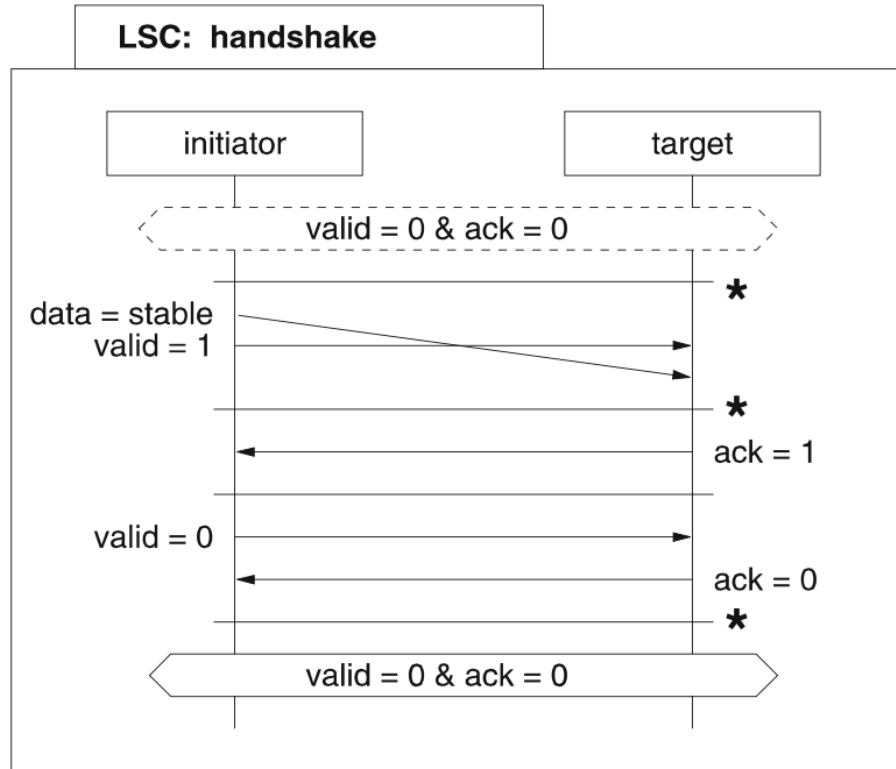 LSC: handshake
initiator
target
valid = 0 & ack = 0
*
data = stable
valid = 1
*
ack = 1
valid = 0
ack = 0
*
valid = 0 & ack = 0